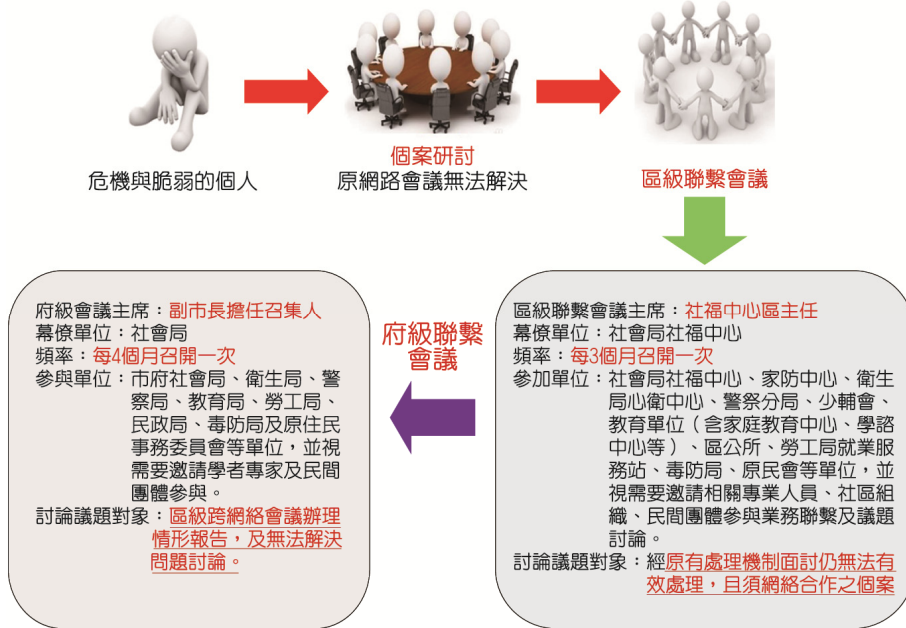 危機與脆弱的個人
個案研討
原網路會議無法解決
區級聯繫會議
府級會議主席：副市長擔任召集人
幕僚單位：社會局
頻率：每4個月召開一次
參與單位：市府社會局、衛生局、警
察局、教育局、勞工局、
民政局、毒防局及原住民
事務委員會等單位，並視
需要邀請學者專家及民間
團體參與。
討論議題對象：區級跨網絡會議辦理
情形報告，及無法解決
問題討論。
府級聯繫
會議
區級聯繫會議主席：社福中心區主任
幕僚單位：社會局社福中心
頻率：每3個月召開一次
參加單位：社會局社福中心、家防中心、衛生
局心衛中心、警察分局、少輔會、
教育單位（含家庭教育中心、學諮
中心等）、區公所、勞工局就業服
務站、毒防局、原民會等單位，並
視需要邀請相關專業人員、社區組
織、民間團體參與業務聯繫及議題
討論。
討論議題對象：經原有處理機制面討仍無法有
效處理，且須網絡合作之個案